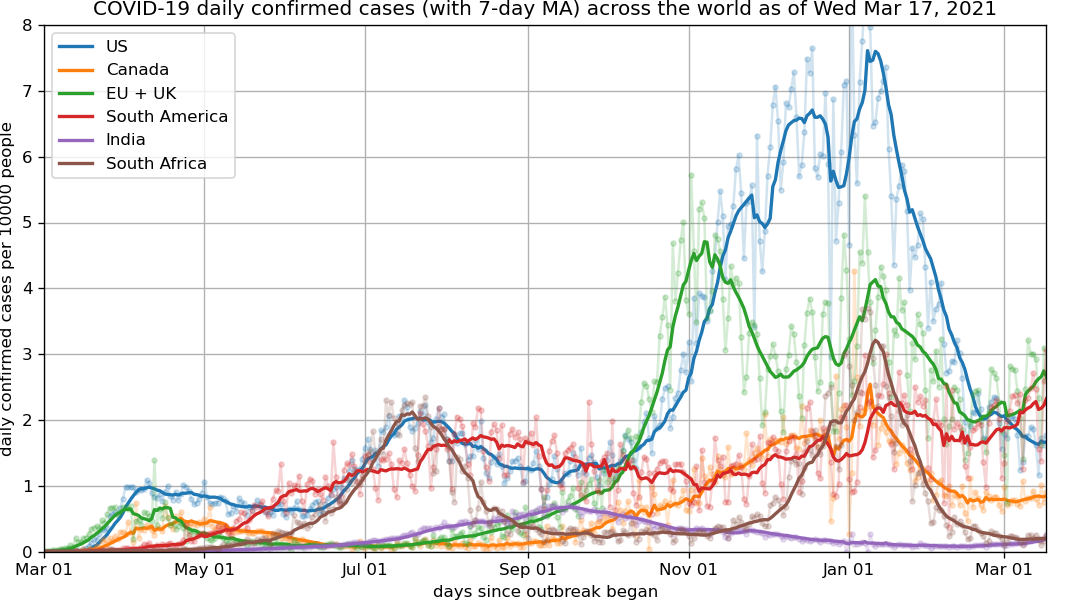 COVID-19 daily confirmed cases (with 7-day MA) across the world as of Wed Mar 17, 2021
daily confirmed cases per 10000 people
8
7
6
5
4
3
2
1
0
US
Canada
EU + UK
South America
India
South Africa
Mar 01 May 01 Jul 01 Sep 01 Nov 01 Jan 01 Mar 01
days since outbreak began